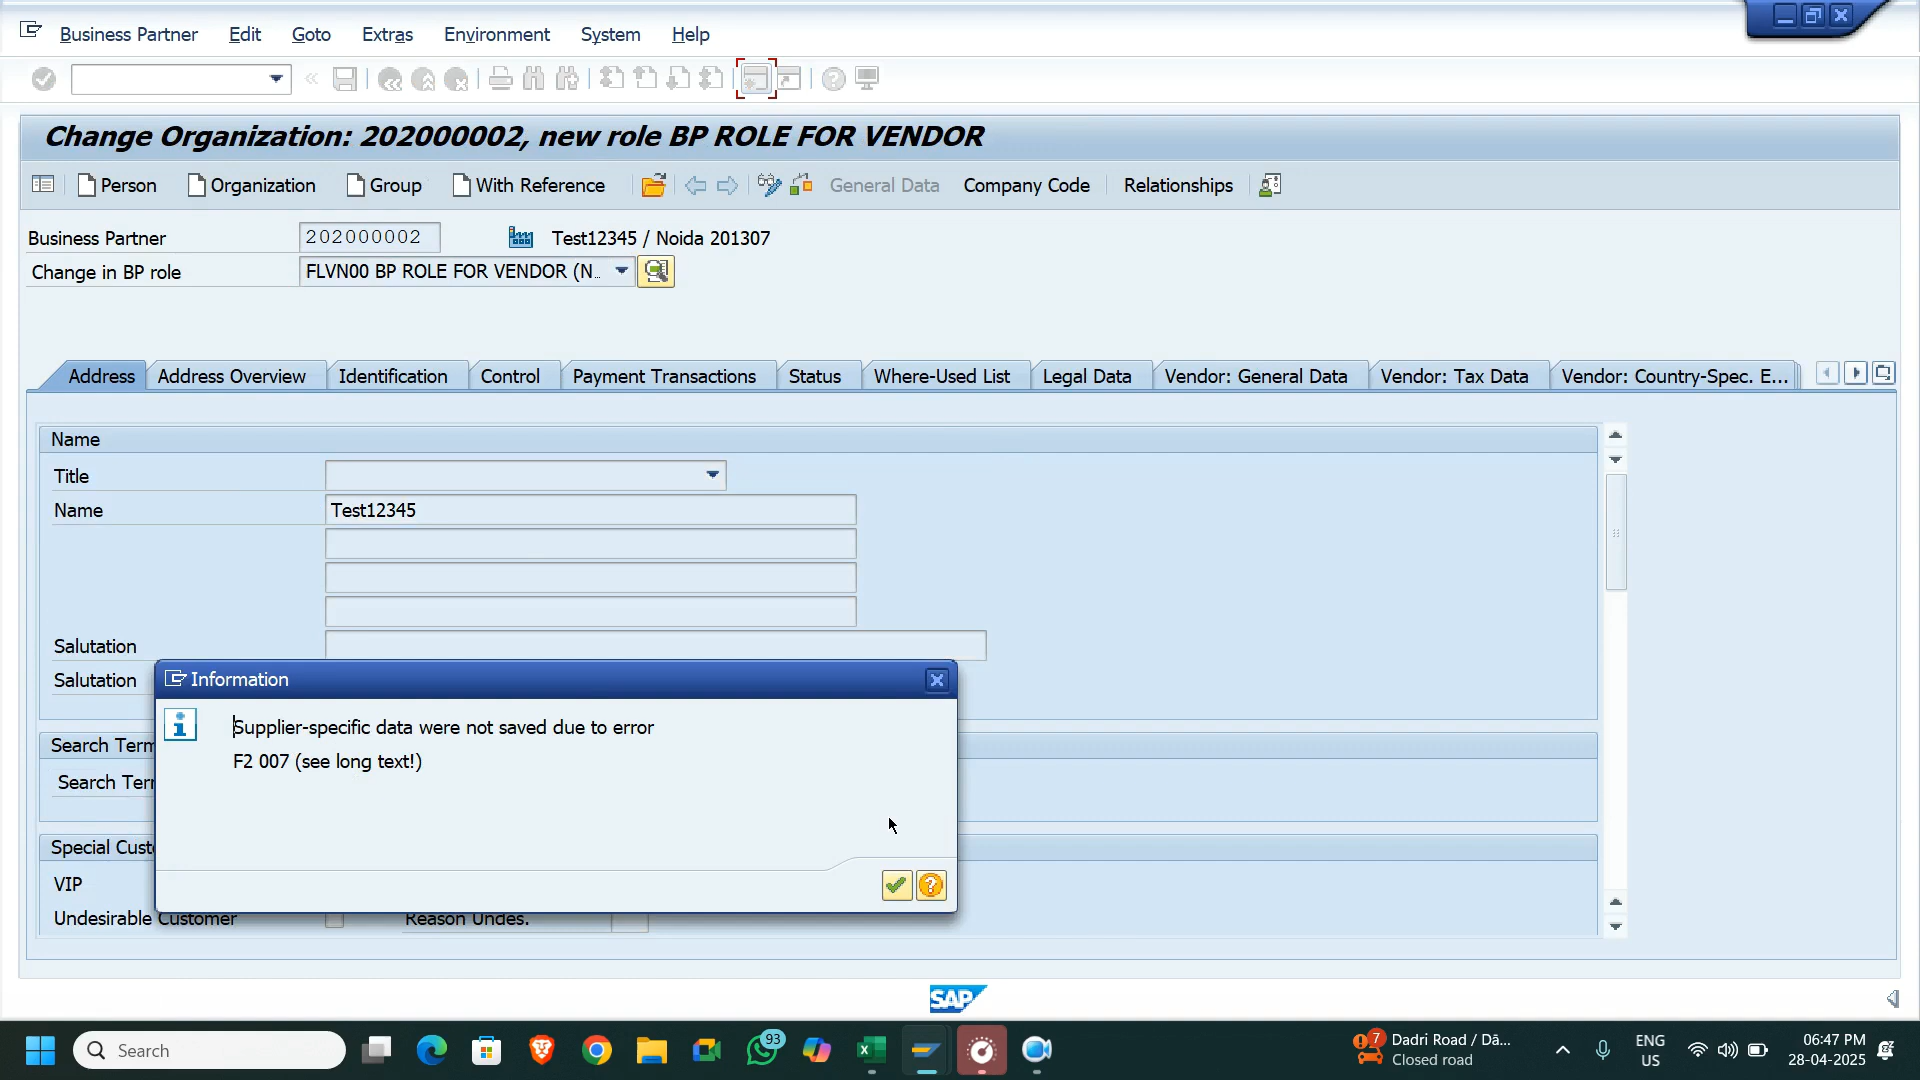 Business Partner Edit Goto Extras Environment System Help
Change Organization: 202000002, new role BP ROLE FOR VENDOR
Person Organization Group With Reference General Data Company Code Relationships
Business Partner 202000002 Test12345 / Noida 201307
Change in BP role FLVN00 BP ROLE FOR VENDOR (N..
Address Address Overview Identification Control Payment Transactions Status Where-Used List Legal Data Vendor: General Data Vendor: Tax Data Vendor: Country-Spec. E...
Name
Title
Name Test12345
Salutation
Salutation
Information
Supplier-specific data were not saved due to error
F2 007 (see long text!)
Search Term
Search Ter
Special Custo
VIP
Undesirable Customer Reason Undes.
SAP
Search
93
7
Dadri Road / Dā...
Closed road
ENG
US
06:47 PM
28-04-2025